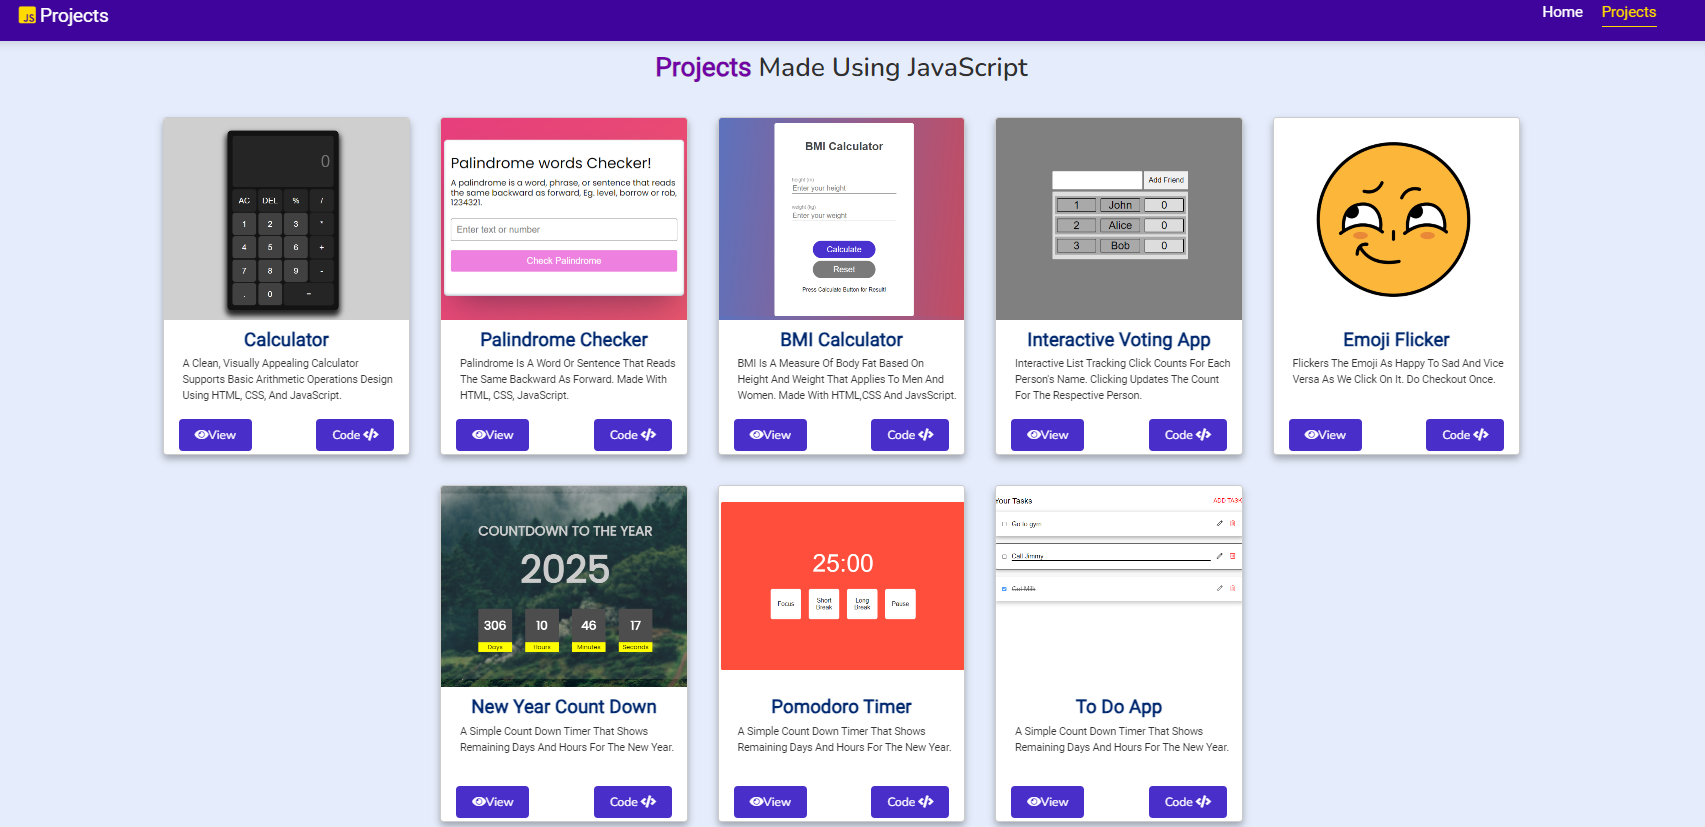 JS Projects
Home
Projects
Projects Made Using JavaScript
0
AC DEL % /
1 2 3 *
4 5 6 +
7 8 9 -
. 0 =
Calculator
A Clean, Visually Appealing Calculator
Supports Basic Arithmetic Operations Design
Using HTML, CSS, And JavaScript.
View
Code
Palindrome words Checker!
A palindrome is a word, phrase, or sentence that reads
the same backward as forward, Eg. level, borrow or rob,
1234321.
Enter text or number
Check Palindrome
Palindrome Checker
Palindrome Is A Word Or Sentence That Reads
The Same Backward As Forward. Made With
HTML, CSS, JavaScript.
View
Code
BMI Calculator
height (m)
Enter your height
weight (kg)
Enter your weight
Calculate
Reset
Press Calculate Button for Result!
BMI Calculator
BMI Is A Measure Of Body Fat Based On
Height And Weight That Applies To Men And
Women. Made With HTML,CSS And JavsScript.
View
Code
Add Friend
1 John 0
2 Alice 0
3 Bob 0
Interactive Voting App
Interactive List Tracking Click Counts For Each
Person's Name. Clicking Updates The Count
For The Respective Person.
View
Code
Emoji Flicker
Flickers The Emoji As Happy To Sad And Vice
Versa As We Click On It. Do Checkout Once.
View
Code
COUNTDOWN TO THE YEAR
2025
306 10 46 17
Days Hours Minutes Seconds
New Year Count Down
A Simple Count Down Timer That Shows
Remaining Days And Hours For The New Year.
View
Code
25:00
Focus
Short
Break
Long
Break
Pause
Pomodoro Timer
A Simple Count Down Timer That Shows
Remaining Days And Hours For The New Year.
View
Code
Your Tasks
ADD TASK
Go to gym
Call Jimmy
Got Milk
To Do App
A Simple Count Down Timer That Shows
Remaining Days And Hours For The New Year.
View
Code